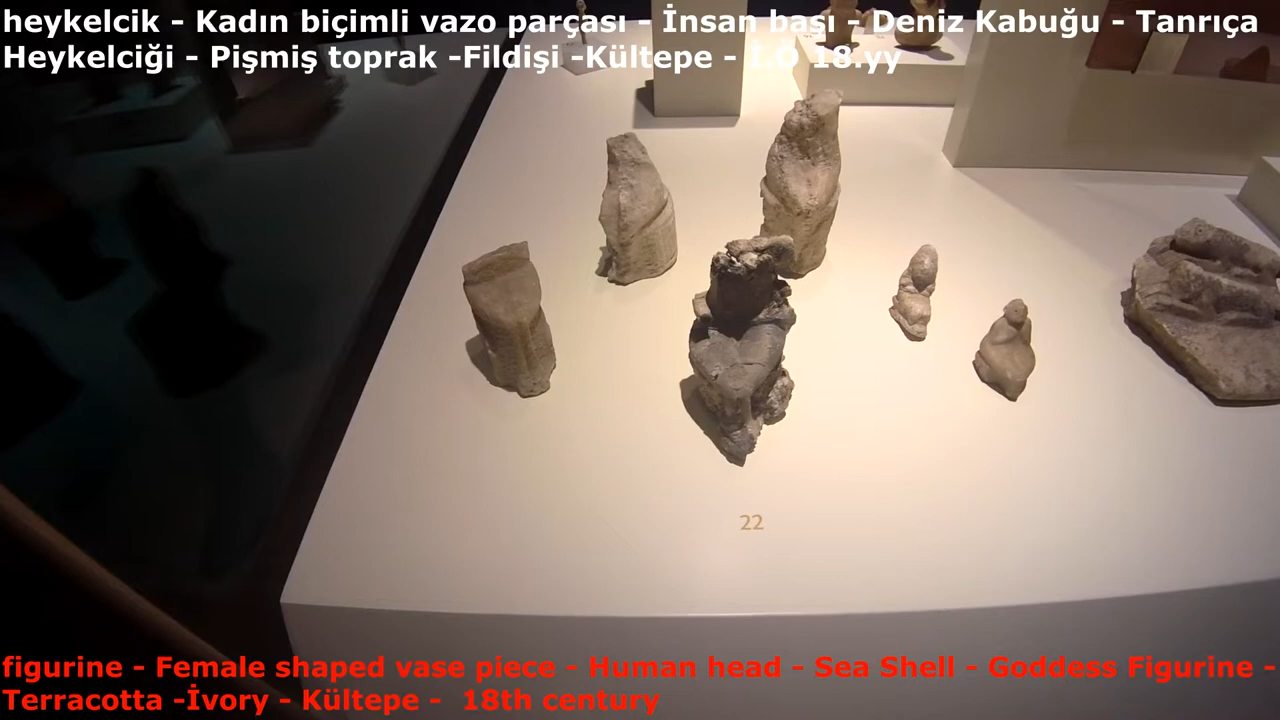 heykelcik - Kadın biçimli vazo parçası - İnsan başı - Deniz Kabuğu - Tanrıça
Heykelciği - Pişmiş toprak -Fildişi -Kültepe - İ.Ö 18.yy
22
figurine - Female shaped vase piece - Human head - Sea Shell - Goddess Figurine -
Terracotta -İvory - Kültepe - 18th century